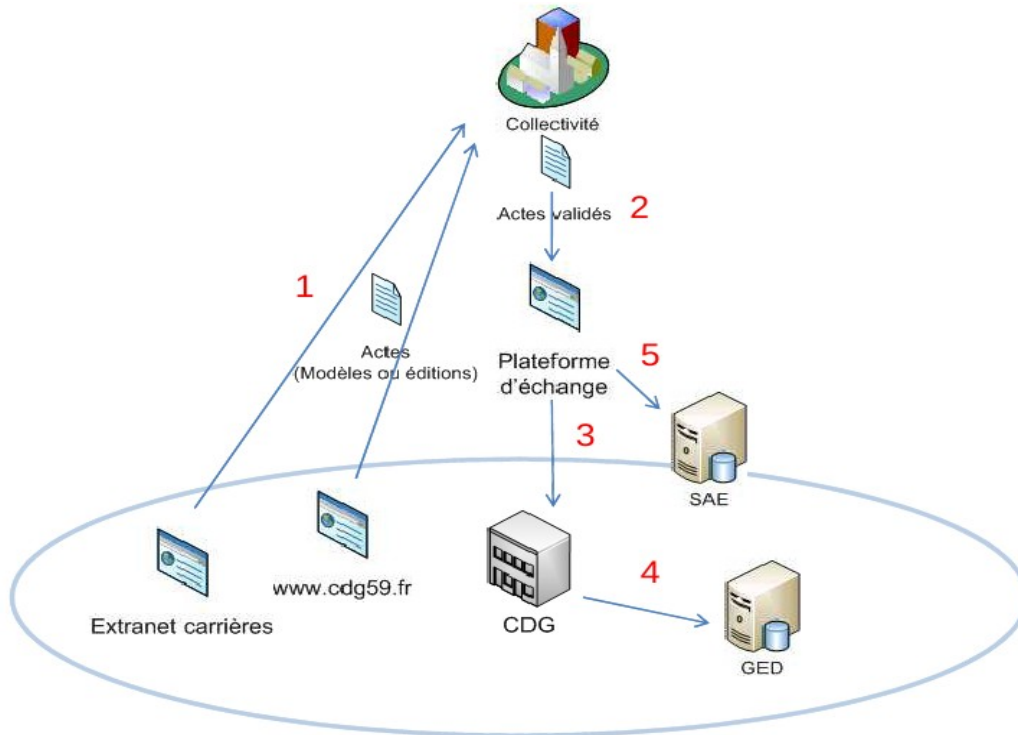 Collectivité
Actes validés
2
1
Actes
(Modèles ou éditions)
Plateforme
d'échange
5
3
SAE
www.cdg59.fr
Extranet carrières
CDG
4
GED